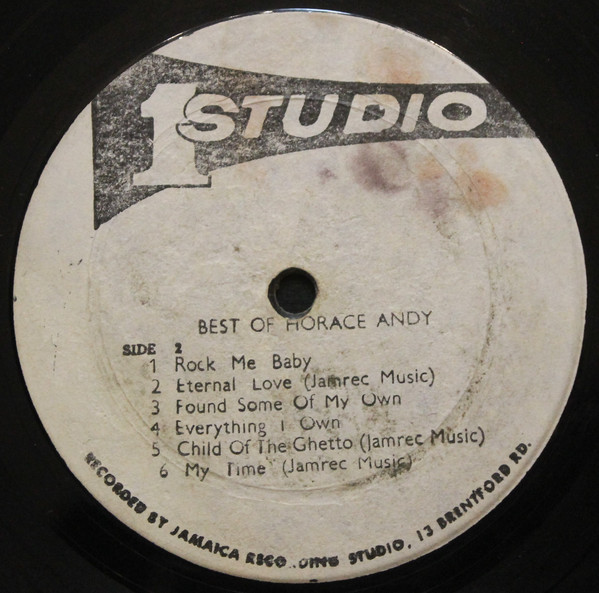 1 STUDIO
BEST OF HORACE ANDY
SIDE 2
1 Rock Me Baby
2 Eternal Love (Jamrec Music)
3 Found Some Of My Own
4 Everything I Own
5 Child Of The Ghetto (Jamrec Music)
6 My Time (Jamrec Music)
RECORDED BY JAMAICA RECORDING STUDIO, 13 BRENTFORD RD.